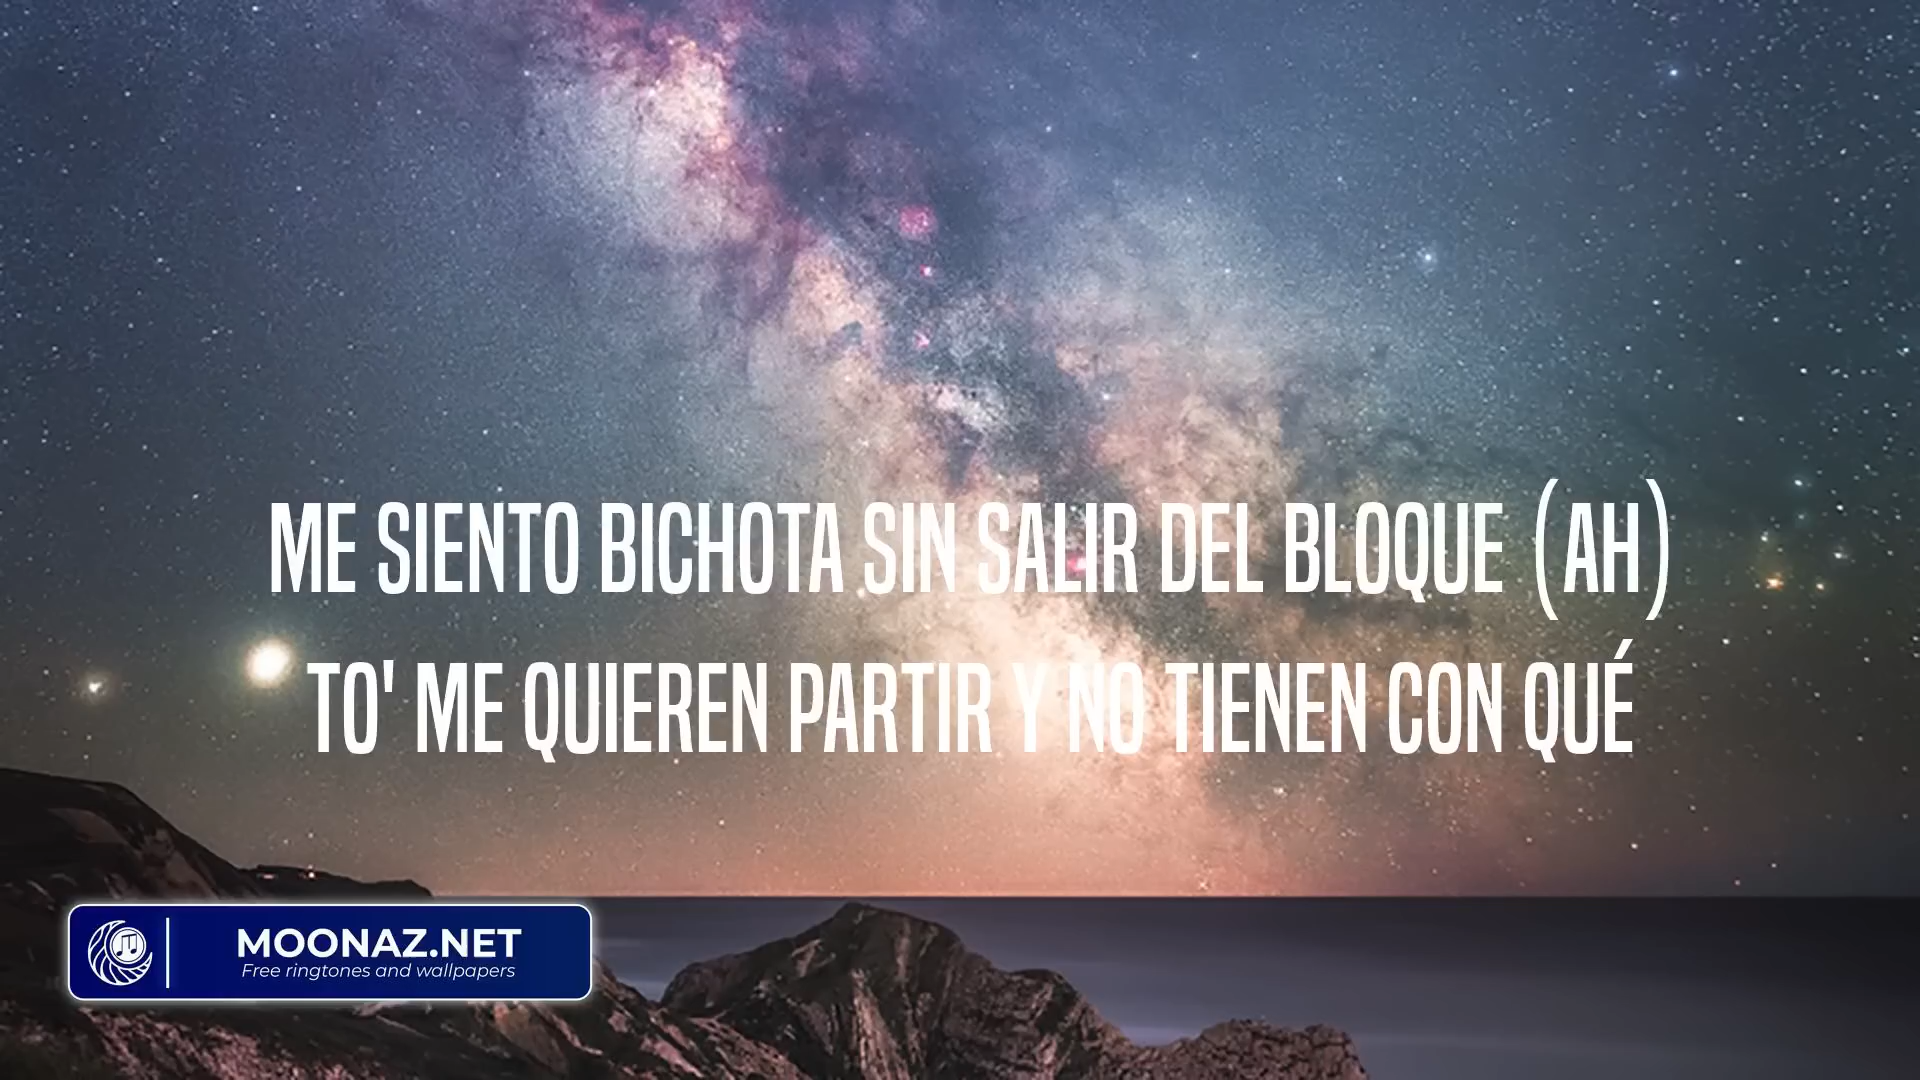 ME SIENTO BICHOTA SIN SALIR DEL BLOQUE (AH)
TO' ME QUIEREN PARTIR Y NO TIENEN CON QUÉ
MOONAZ.NET
Free ringtones and wallpapers